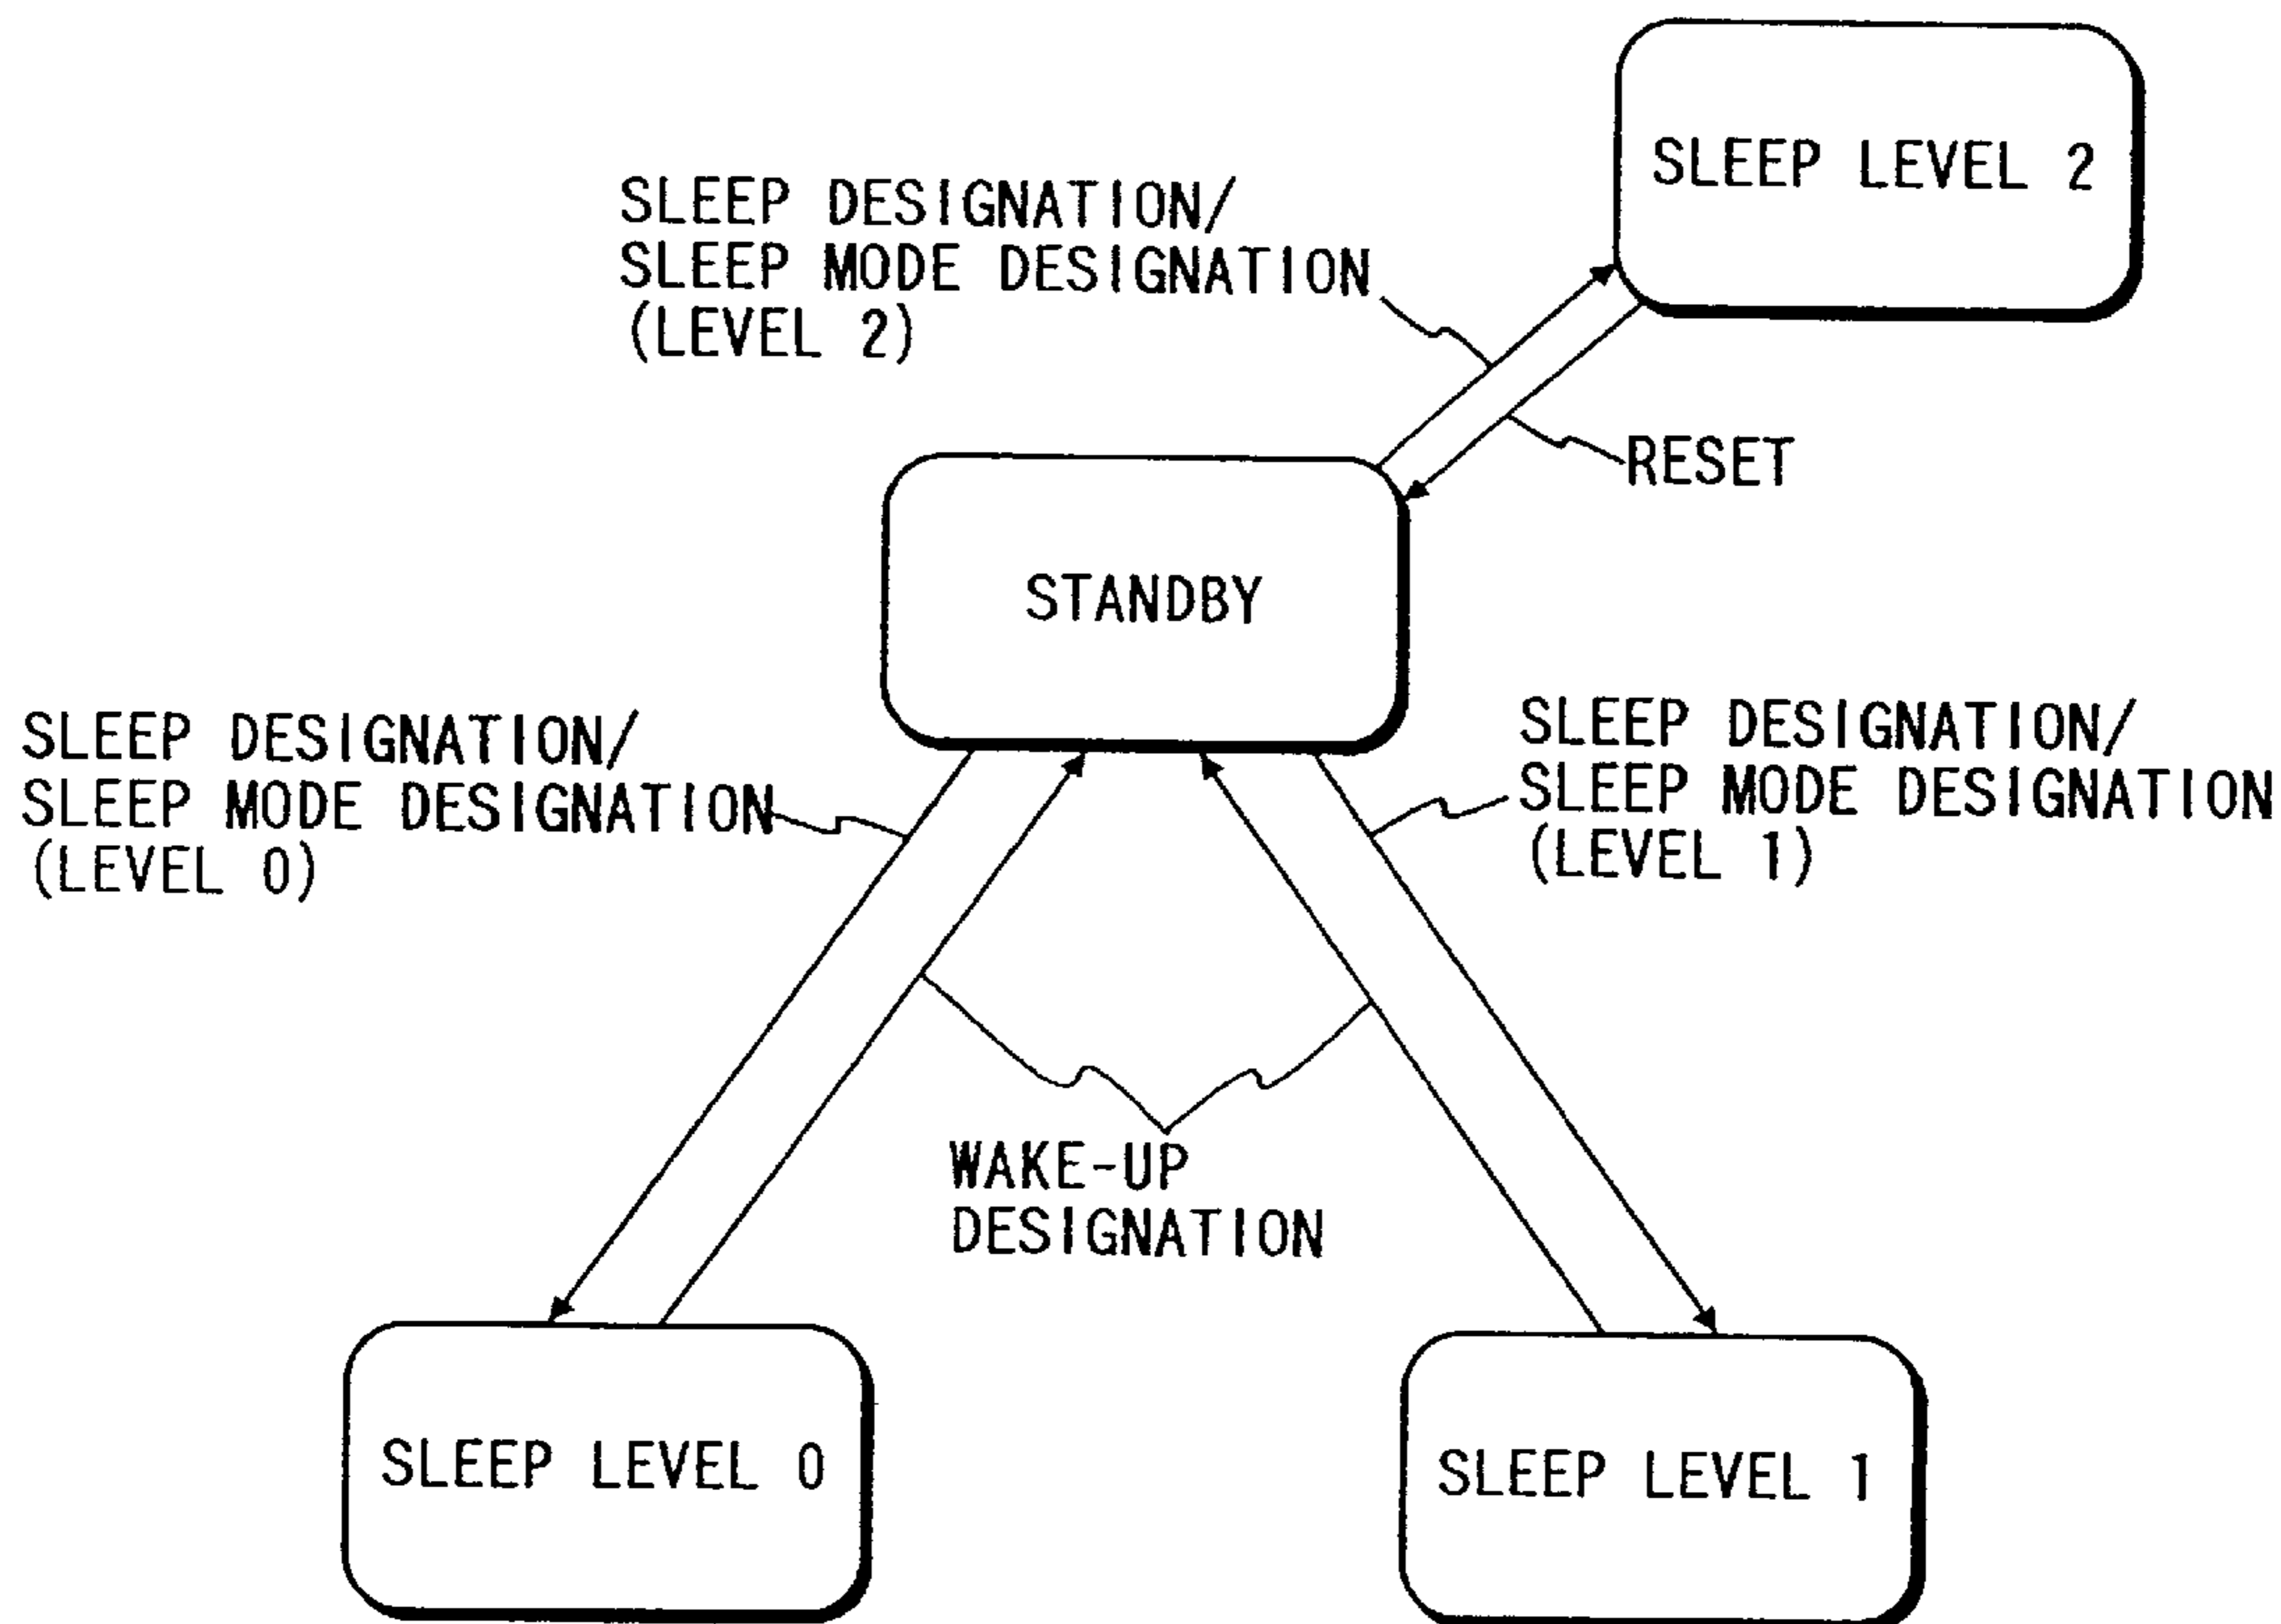 SLEEP LEVEL 2
SLEEP DESIGNATION/
SLEEP MODE DESIGNATION
(LEVEL 2)
RESET
STANDBY
SLEEP DESIGNATION/
SLEEP MODE DESIGNATION
(LEVEL 0)
SLEEP DESIGNATION/
SLEEP MODE DESIGNATION
(LEVEL 1)
WAKE-UP
DESIGNATION
SLEEP LEVEL 0
SLEEP LEVEL 1